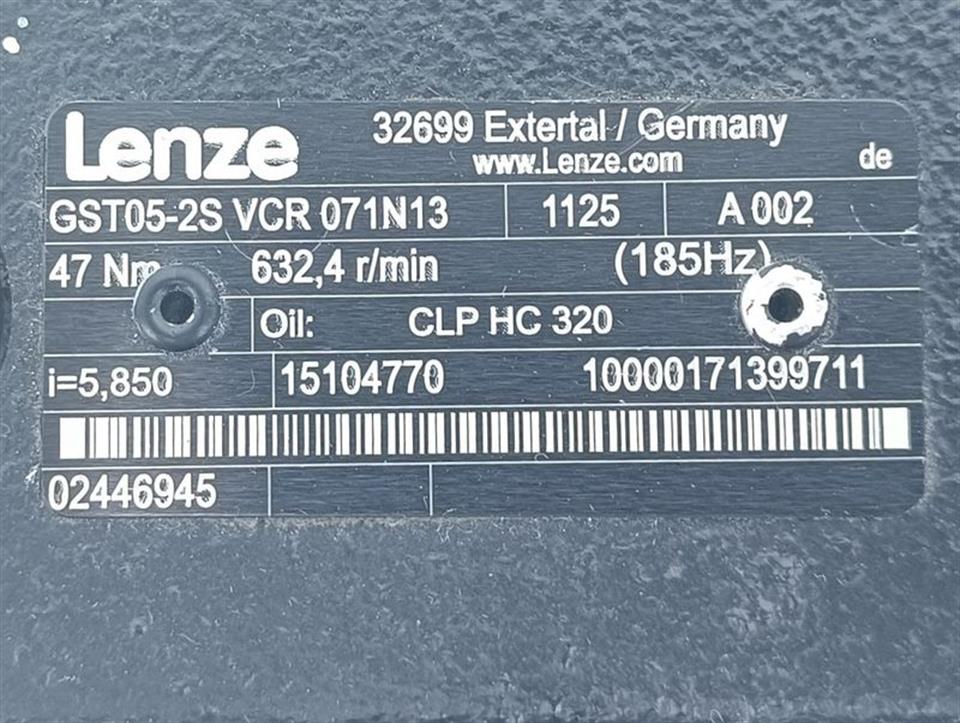 Lenze 32699 Extertal / Germany
www.Lenze.com de
GST05-2S VCR 071N13 1125 A 002
47 Nm 632,4 r/min (185Hz)
Oil: CLP HC 320
i=5,850 15104770 10000171399711
02446945